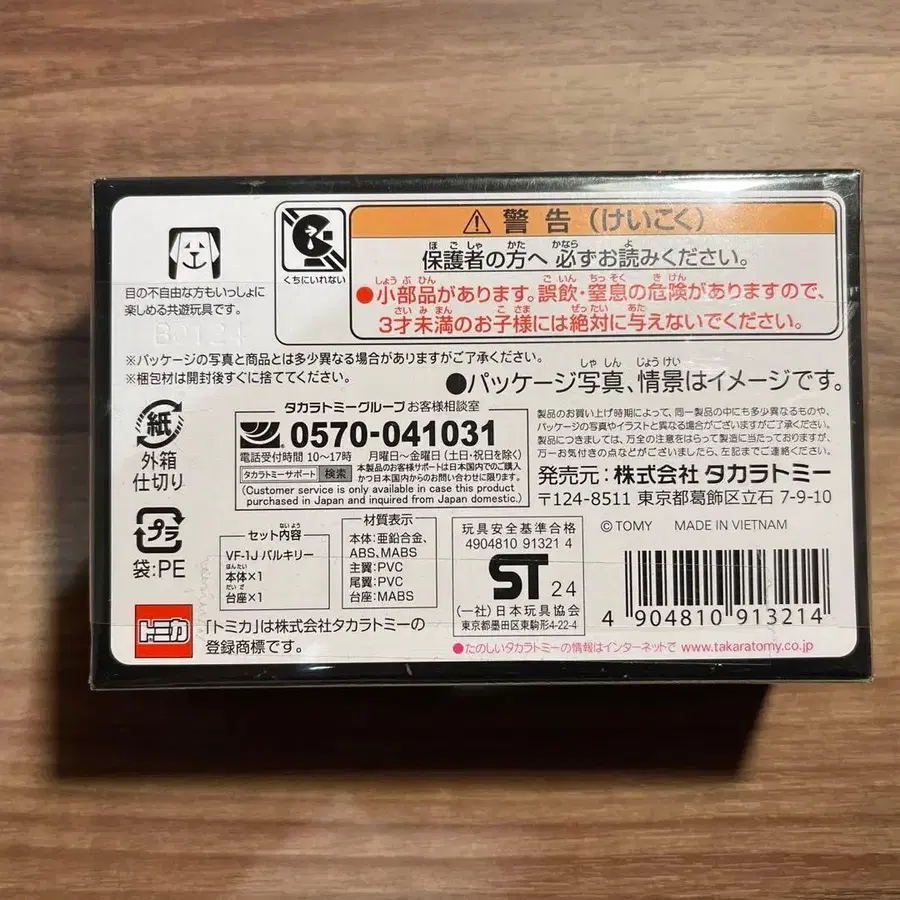 目の不自由な方もいっしょに
楽しめる共遊玩具です。
くちにいれない
警告(けいこく)
ほごしゃ かた かなら よ
保護者の方へ 必ずお読みください。
しょうぶひん ごいん ちっそく きけん
●小部品があります。誤飲・窒息の危険がありますので、
さいみまん こさま ぜったい あた
3才未満のお子様には絶対に与えないでください。
※パッケージの写真と商品とは多少異なる場合がありますがご了承ください。
※梱包材は開封後すぐに捨ててください。
しゃしん じょうけい
●パッケージ写真、情景はイメージです。
紙
外箱
仕切り
プラ
袋:PE
タカラトミーグループ お客様相談室
0570-041031
電話受付時間 10~17時 月曜日~金曜日(土日・祝日を除く)
タカラトミーサポート 検索
本製品のお客様サポートは日本国内でのご購入
かつ日本国内からのお問い合わせに限ります。
(Customer service is only available in case this product
purchased in Japan and inquired from Japan domestic.)
製品のお買い上げ時期によって、同一製品の中にも多少異なるものや、
パッケージの写真やイラストと異なる場合がございますがご了承ください。
製品につきましては、万全の注意をはらって製造に当たっておりますが、
万一お気付きの点などがございましたら、左記までご連絡ください。
発売元:株式会社 タカラトミー
〒124-8511 東京都葛飾区立石 7-9-10
セット内容
ないよう
VF-1J バルキリー
ほんたい
本体×1
だいざ
台座×1
材質表示
本体:亜鉛合金、
ABS、MABS
主翼:PVC
尾翼:PVC
台座:MABS
玩具安全基準合格
4904810 91321 4
ST 24
(一社)日本玩具協会
東京都墨田区東駒形4-22-4
© TOMY MADE IN VIETNAM
4 904810 913214
トミカ
「トミカ」は株式会社タカラトミーの
登録商標です。
●たのしいタカラトミーの情報はインターネットで www.takaratomy.co.jp